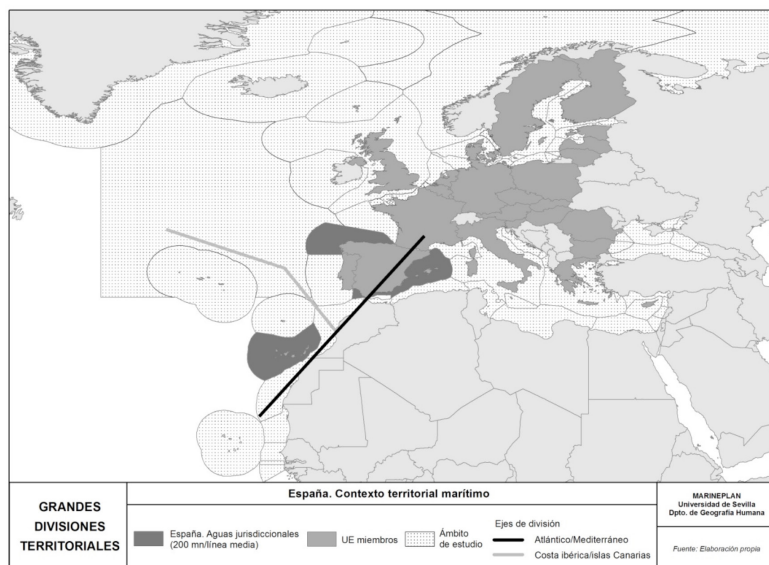 GRANDES
DIVISIONES
TERRITORIALES
España. Contexto territorial marítimo
España. Aguas jurisdiccionales
(200 mn/línea media)
UE miembros
Ámbito
de estudio
Ejes de división
Atlántico/Mediterráneo
Costa ibérica/islas Canarias
MARINEPLAN
Universidad de Sevilla
Dpto. de Geografía Humana
Fuente: Elaboración propia